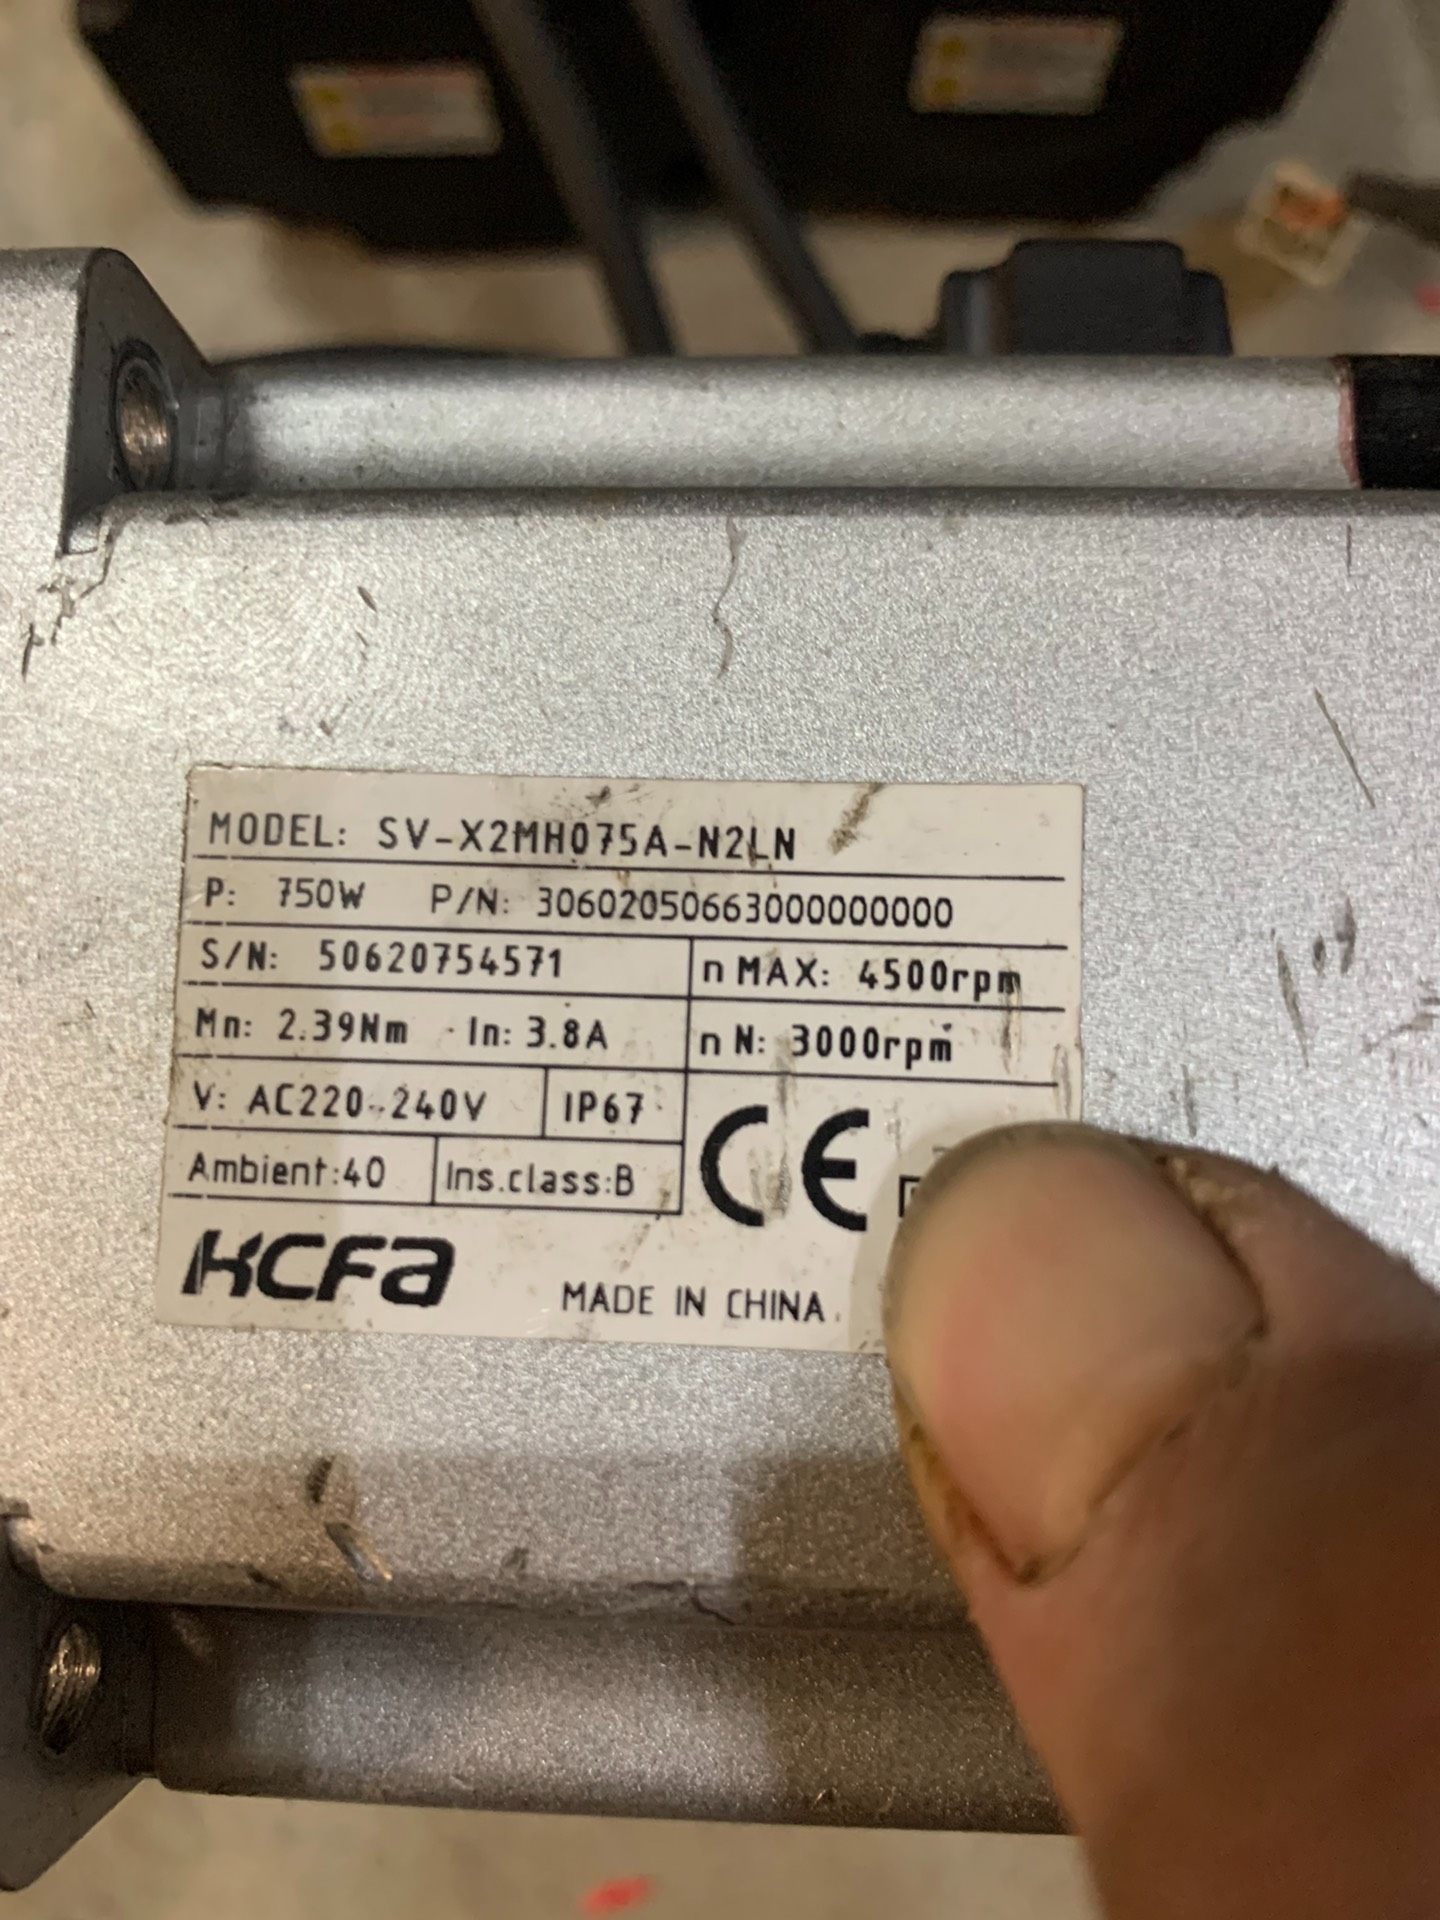 MODEL: SV-X2MH075A-N2LN
P: 750W P/N: 30602050663000000000
S/N: 50620754571
n MAX: 4500rpm
Mn: 2.39Nm In: 3.8A
n N: 3000rpm
V: AC220~240V IP67
Ambient:40 Ins.class:B
CE
HCFA MADE IN CHINA